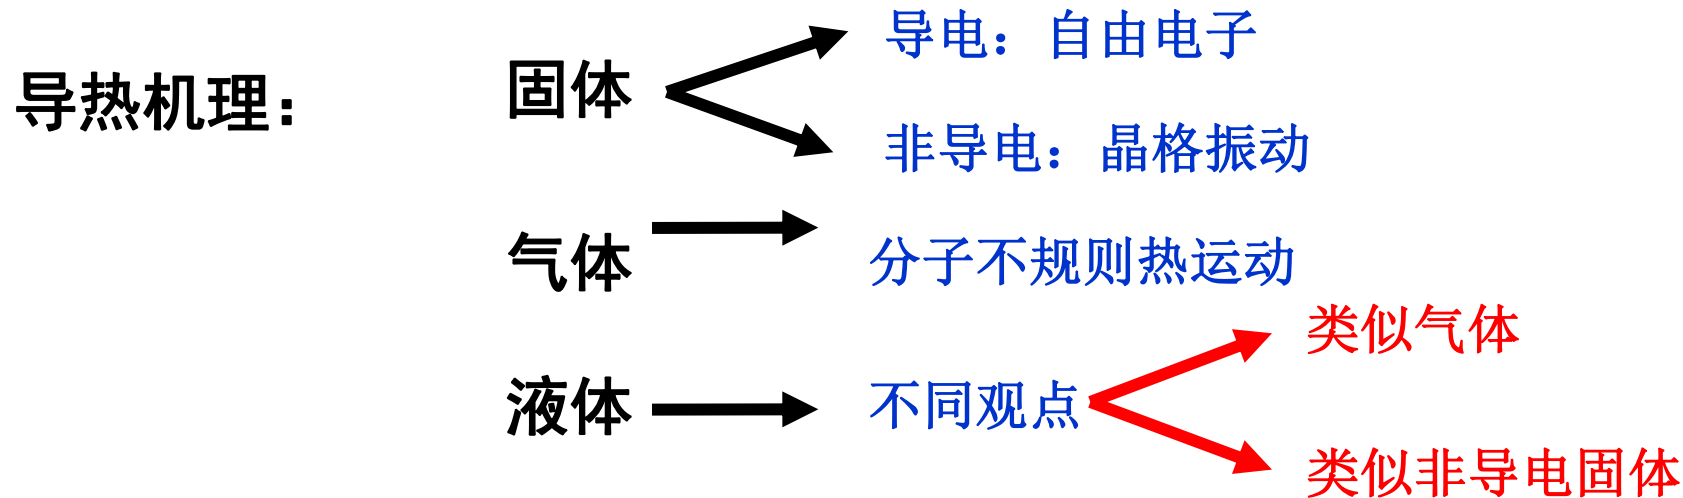 导热机理：
固体
导电：自由电子
非导电：晶格振动
气体
分子不规则热运动
液体
不同观点
类似气体
类似非导电固体